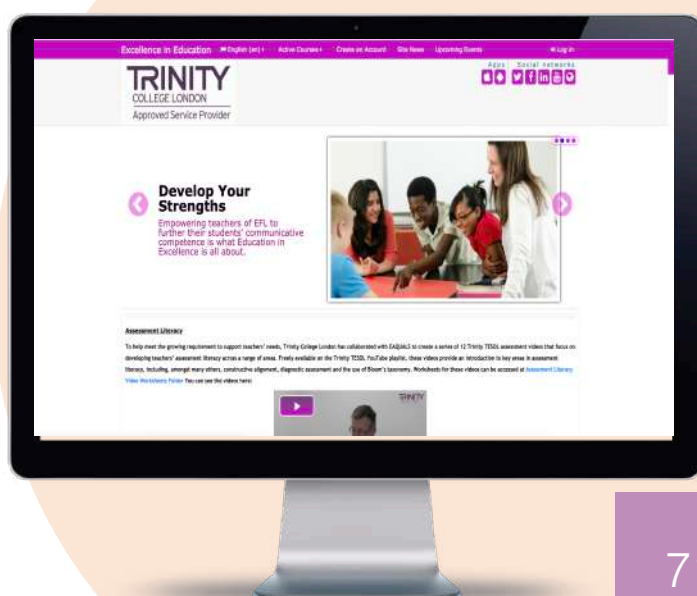 Excellence in Education English (en) Active Courses Create an Account Site News Upcoming Events Log in
TRINITY
COLLEGE LONDON
Approved Service Provider
Apps Social networks
Develop Your
Strengths
Empowering teachers of EFL to
further their students' communicative
competence is what Education in
Excellence is all about.
Assessment Literacy
To help meet the growing requirement to support teachers' needs, Trinity College London has collaborated with EAQUALS to create a series of 12 Trinity TESOL assessment videos that focus on
developing teachers' assessment literacy across a range of areas. Freely available on the Trinity TESOL YouTube playlist, these videos provide an introduction to key areas in assessment
literacy, including, amongst many others, constructive alignment, diagnostic assessment and the use of Bloom's taxonomy. Worksheets for these videos can be accessed at Assessment Literacy
Video Worksheets Folder You can see the videos here:
TRINITY
7